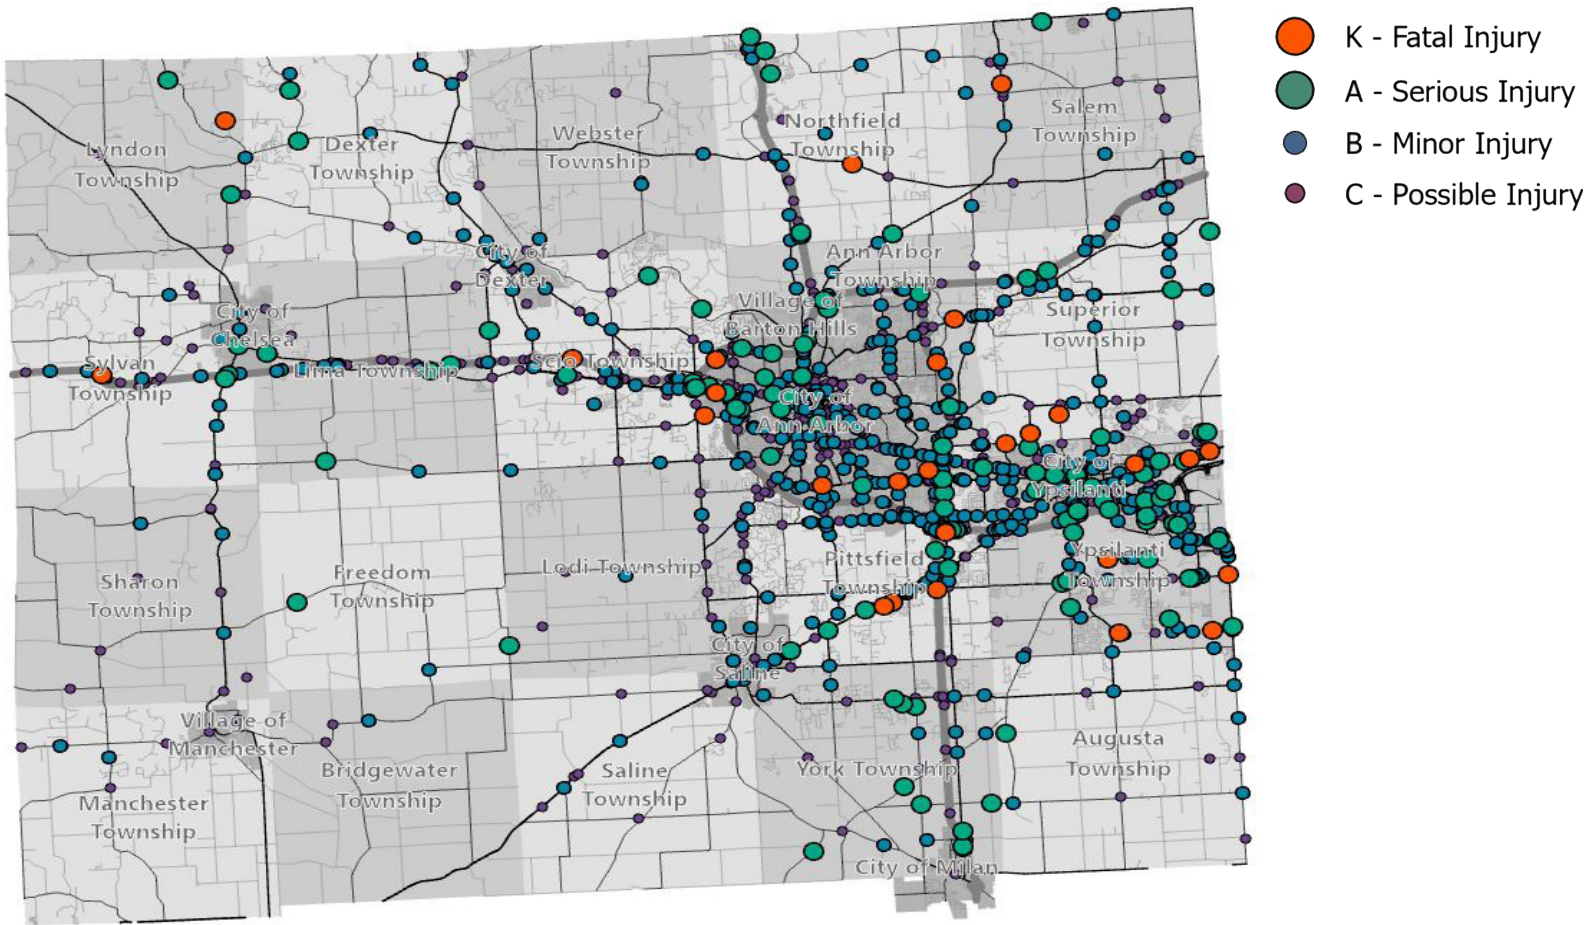 K - Fatal Injury
A - Serious Injury
B - Minor Injury
C - Possible Injury
Lyndon
Township
Dexter
Township
Webster
Township
Northfield
Township
Salem
Township
City of
Dexter
Ann Arbor
Township
City of
Chelsea
Village of
Barton Hills
Superior
Township
Sylvan
Township
Lima Township
Scio Township
City of
Ann Arbor
City of
Ypsilanti
Sharon
Township
Freedom
Township
Lodi Township
Pittsfield
Township
Ypsilanti
Township
City of
Saline
Village of
Manchester
Manchester
Township
Bridgewater
Township
Saline
Township
York Township
Augusta
Township
City of Milan